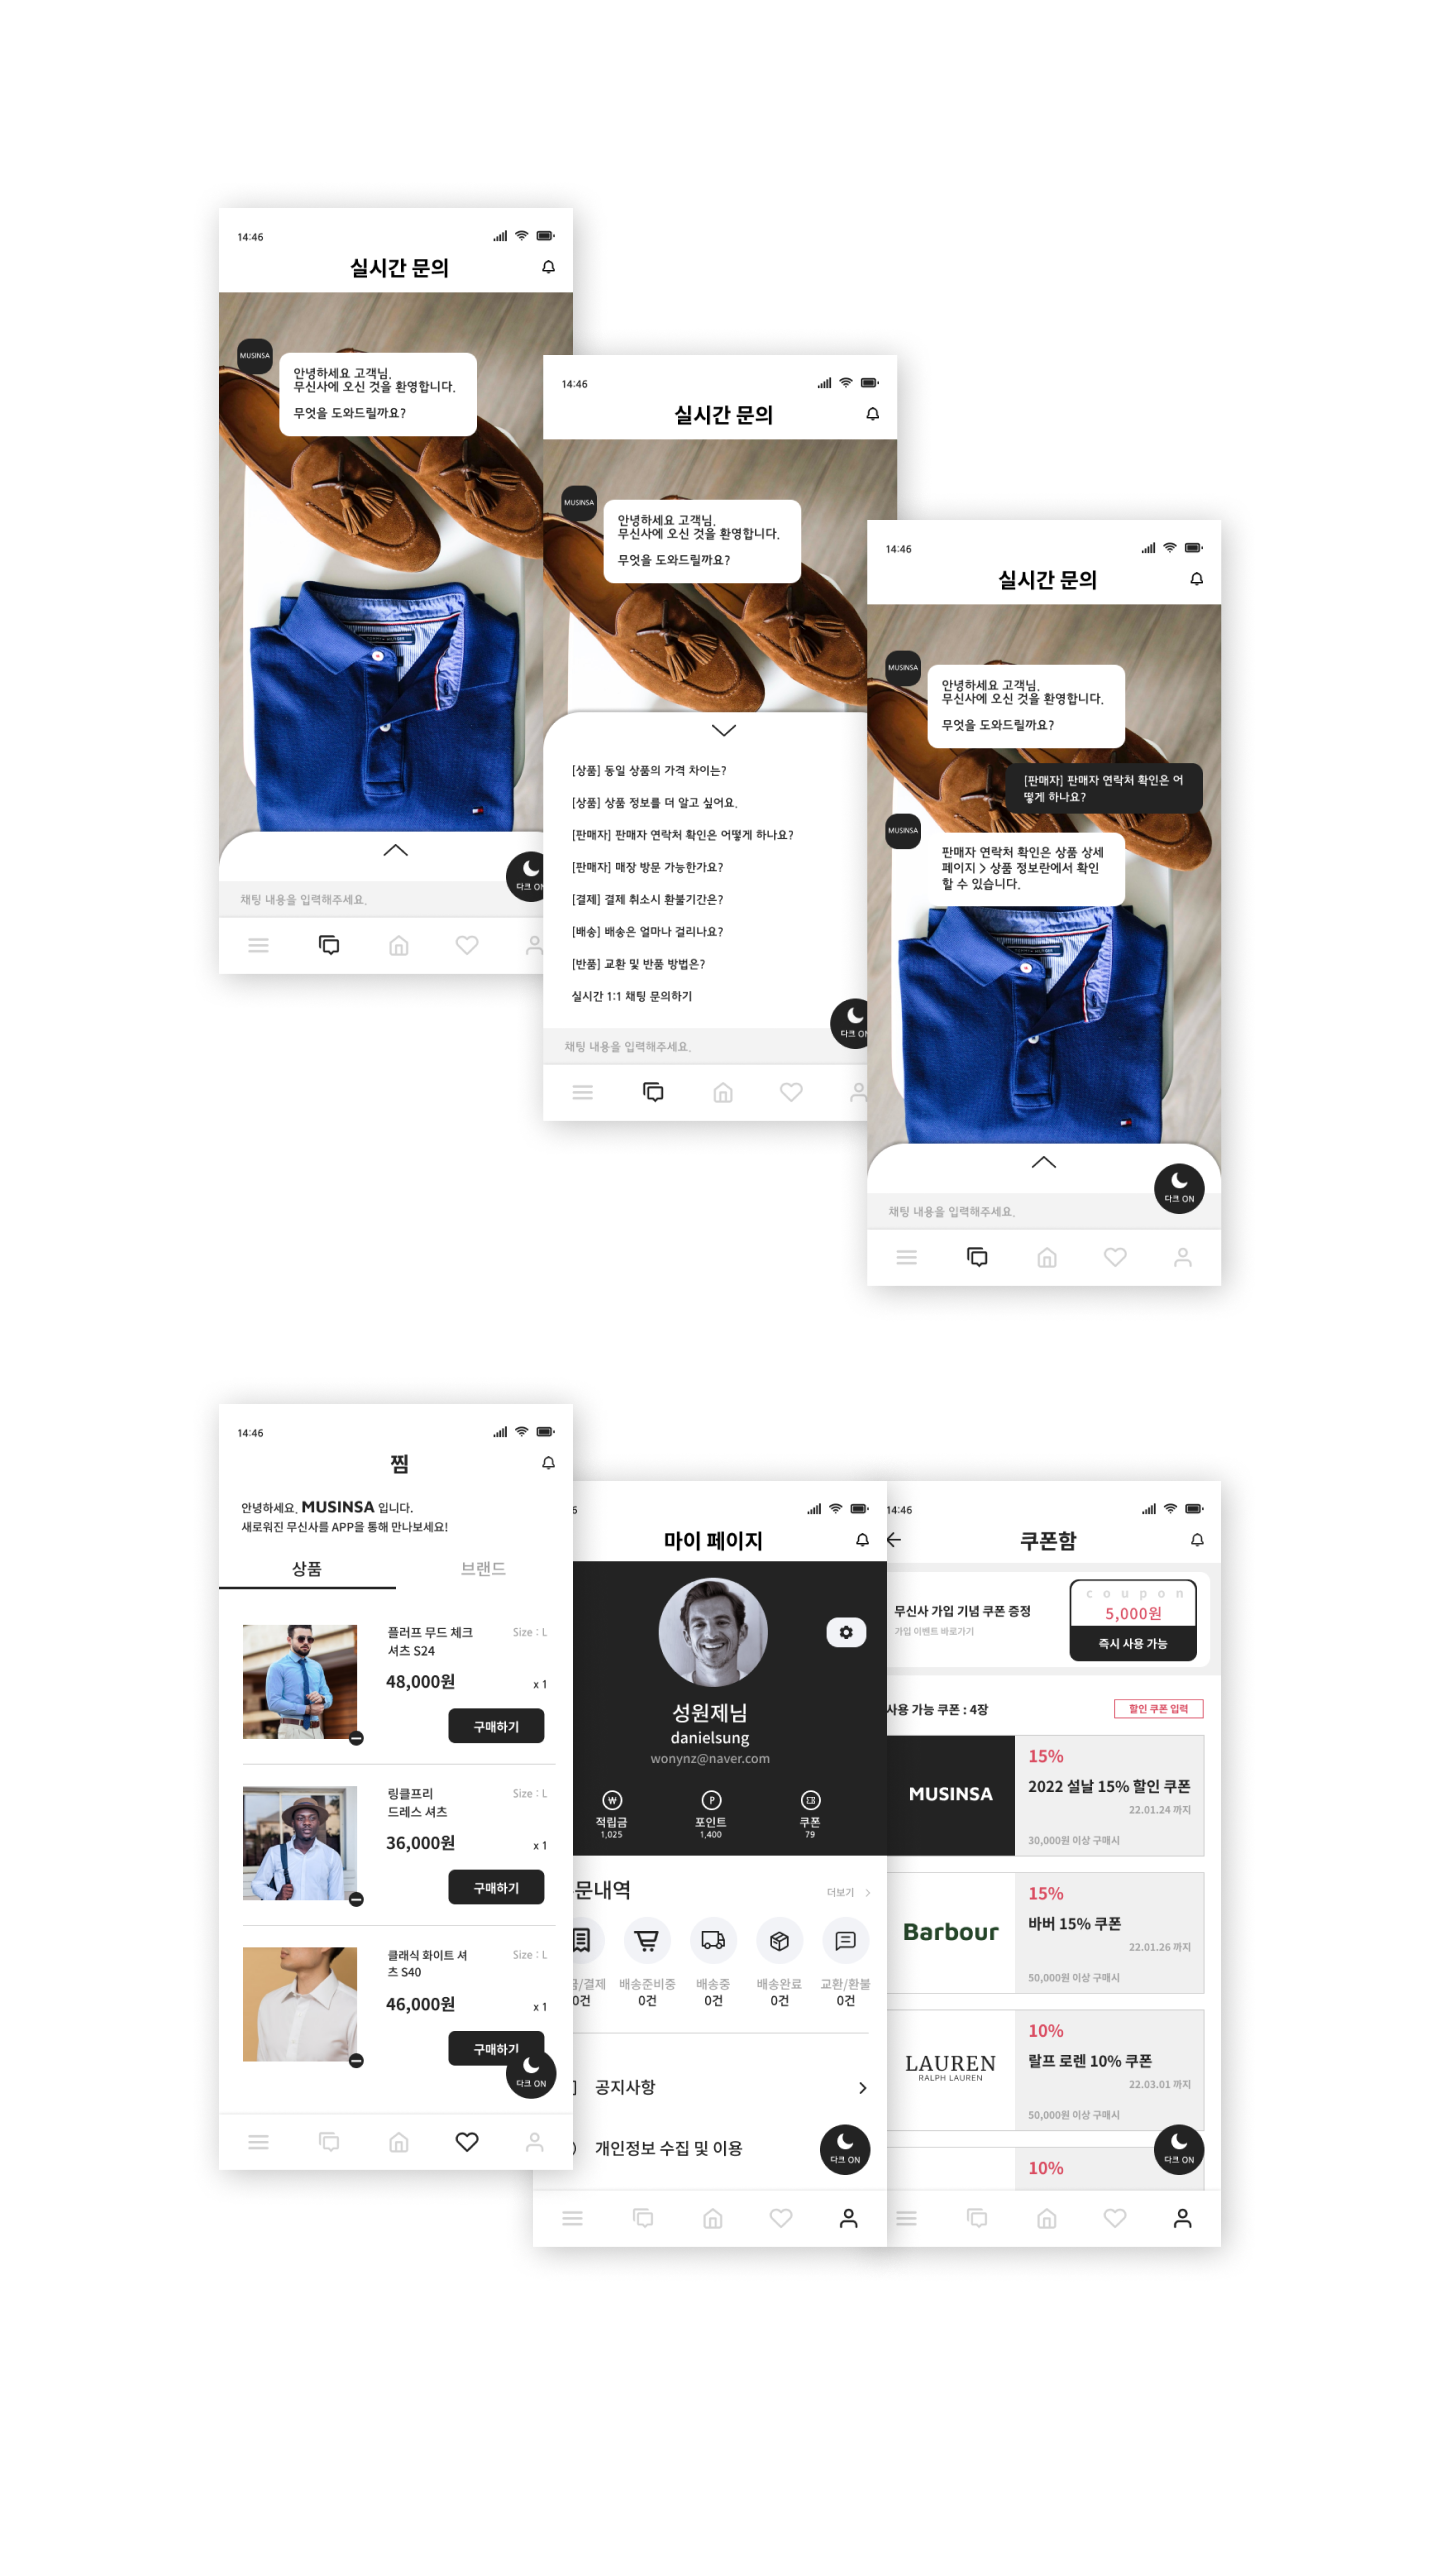 14:46
실시간 문의
MUSINSA
안녕하세요 고객님.
무신사에 오신 것을 환영합니다.
무엇을 도와드릴까요?
다크 ON
채팅 내용을 입력해주세요.
14:46
실시간 문의
MUSINSA
안녕하세요 고객님.
무신사에 오신 것을 환영합니다.
무엇을 도와드릴까요?
[상품] 동일 상품의 가격 차이는?
[상품] 상품 정보를 더 알고 싶어요.
[판매자] 판매자 연락처 확인은 어떻게 하나요?
[판매자] 매장 방문 가능한가요?
[결제] 결제 취소시 환불기간은?
[배송] 배송은 얼마나 걸리나요?
[반품] 교환 및 반품 방법은?
실시간 1:1 채팅 문의하기
다크 ON
채팅 내용을 입력해주세요.
14:46
실시간 문의
MUSINSA
안녕하세요 고객님.
무신사에 오신 것을 환영합니다.
무엇을 도와드릴까요?
[판매자] 판매자 연락처 확인은 어
떻게 하나요?
MUSINSA
판매자 연락처 확인은 상품 상세
페이지 > 상품 정보란에서 확인
할 수 있습니다.
다크 ON
채팅 내용을 입력해주세요.
14:46
찜
안녕하세요. MUSINSA 입니다.
새로워진 무신사를 APP을 통해 만나보세요!
상품 브랜드
플러프 무드 체크 Size : L
셔츠 S24
48,000원 x 1
구매하기
링클프리 Size : L
드레스 셔츠
36,000원 x 1
구매하기
클래식 화이트 셔 Size : L
츠 S40
46,000원 x 1
구매하기
다크 ON
6
마이 페이지
성원제님
danielsung
wonynz@naver.com
적립금 포인트 쿠폰
1,025 1,400 79
문내역 더보기
/결제 배송준비중 배송중 배송완료 교환/환불
0건 0건 0건 0건 0건
공지사항
개인정보 수집 및 이용
다크 ON
14:46
쿠폰함
무신사 가입 기념 쿠폰 증정
가입 이벤트 바로가기
coupon
5,000원
즉시 사용 가능
사용 가능 쿠폰 : 4장 할인 쿠폰 입력
MUSINSA
15%
2022 설날 15% 할인 쿠폰
22.01.24 까지
30,000원 이상 구매시
Barbour
15%
바버 15% 쿠폰
22.01.26 까지
50,000원 이상 구매시
LAUREN
RALPH LAUREN
10%
랄프 로렌 10% 쿠폰
22.03.01 까지
50,000원 이상 구매시
10%
다크 ON